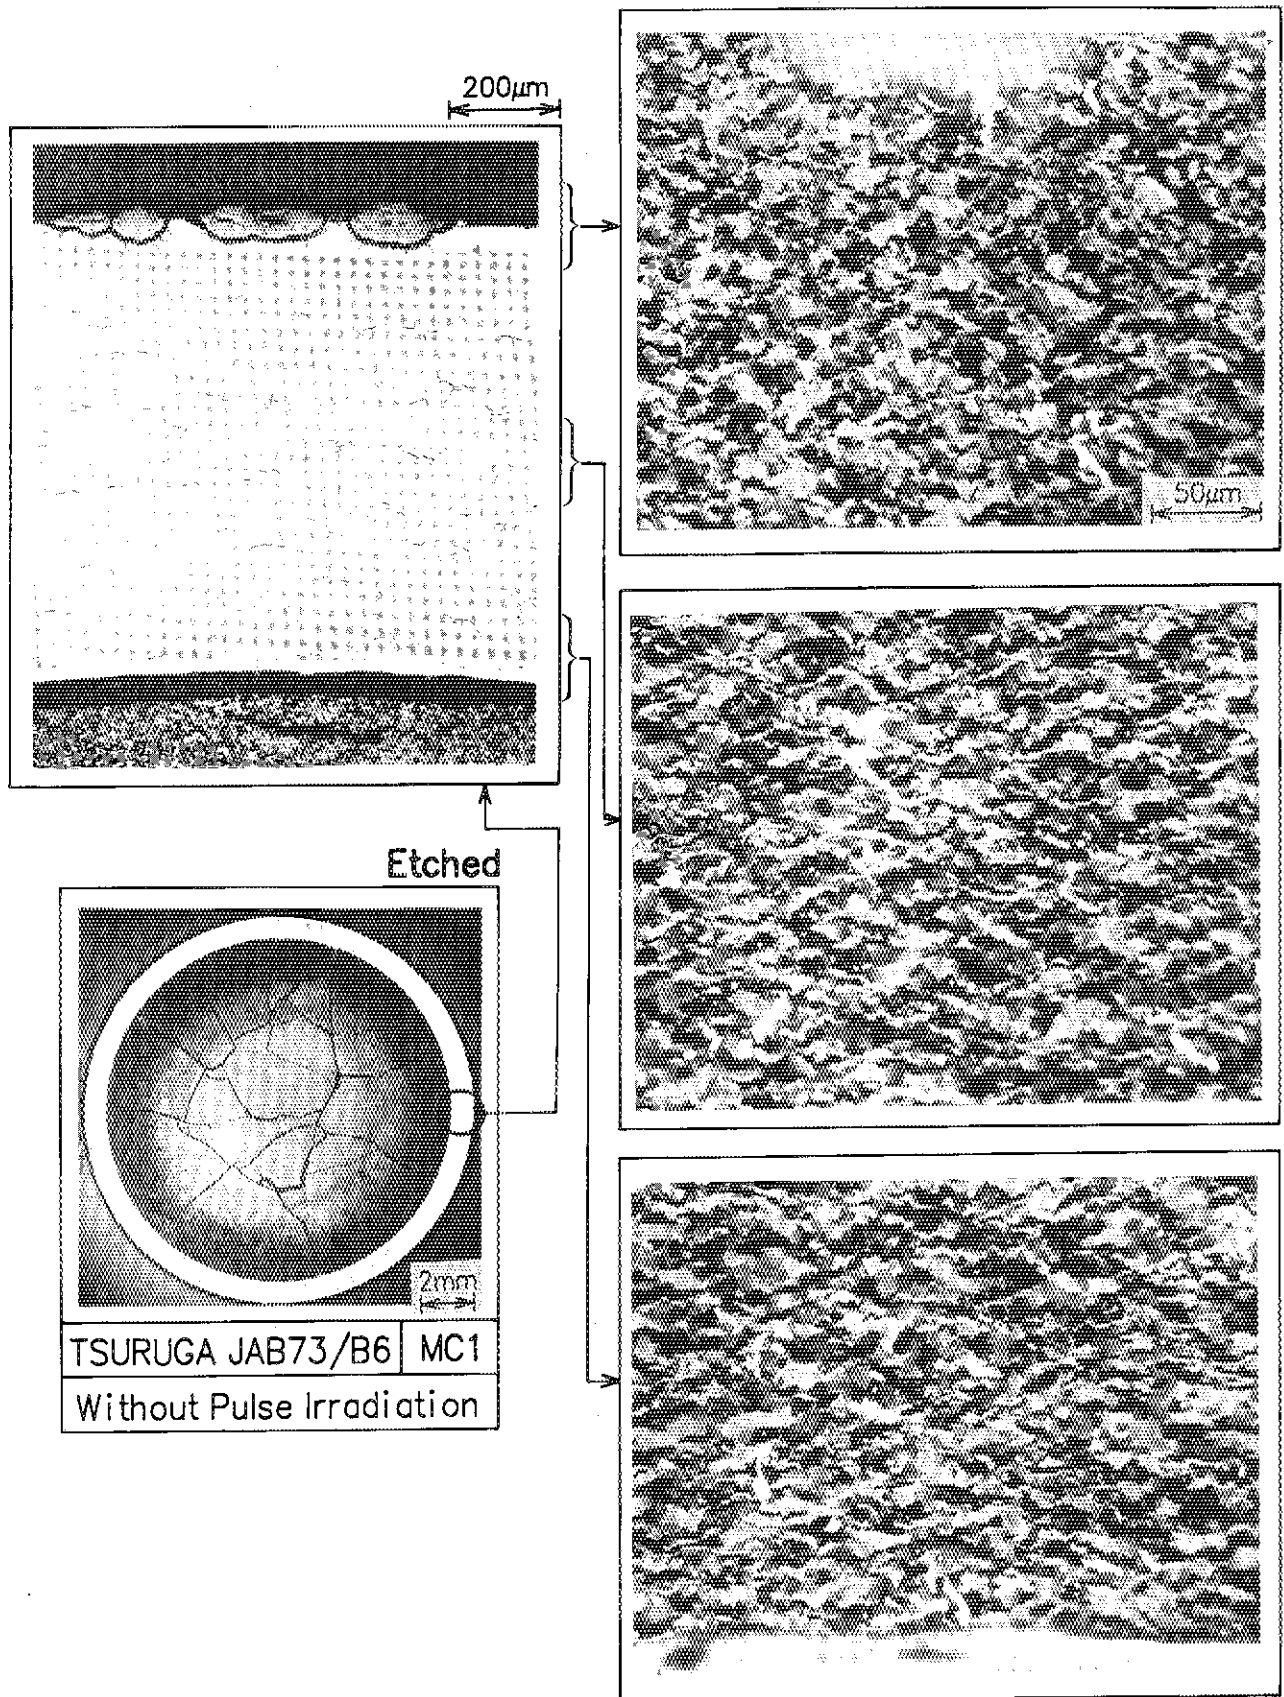 200μm
50μm
Etched
2mm
TSURUGA JAB73/B6 MC1
Without Pulse Irradiation